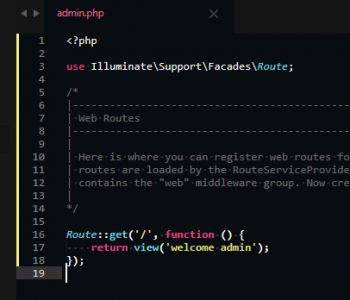 admin.php
1 <?php
2
3 use Illuminate\Support\Facades\Route;
4
5 /*
6 |--------------------------------------
7 | Web Routes
8 |--------------------------------------
9 |
10 | Here is where you can register web routes fo
11 | routes are loaded by the RouteServiceProvide
12 | contains the "web" middleware group. Now cre
13 |
14 */
15
16 Route::get('/', function () {
17     return view('welcome admin');
18 });
19